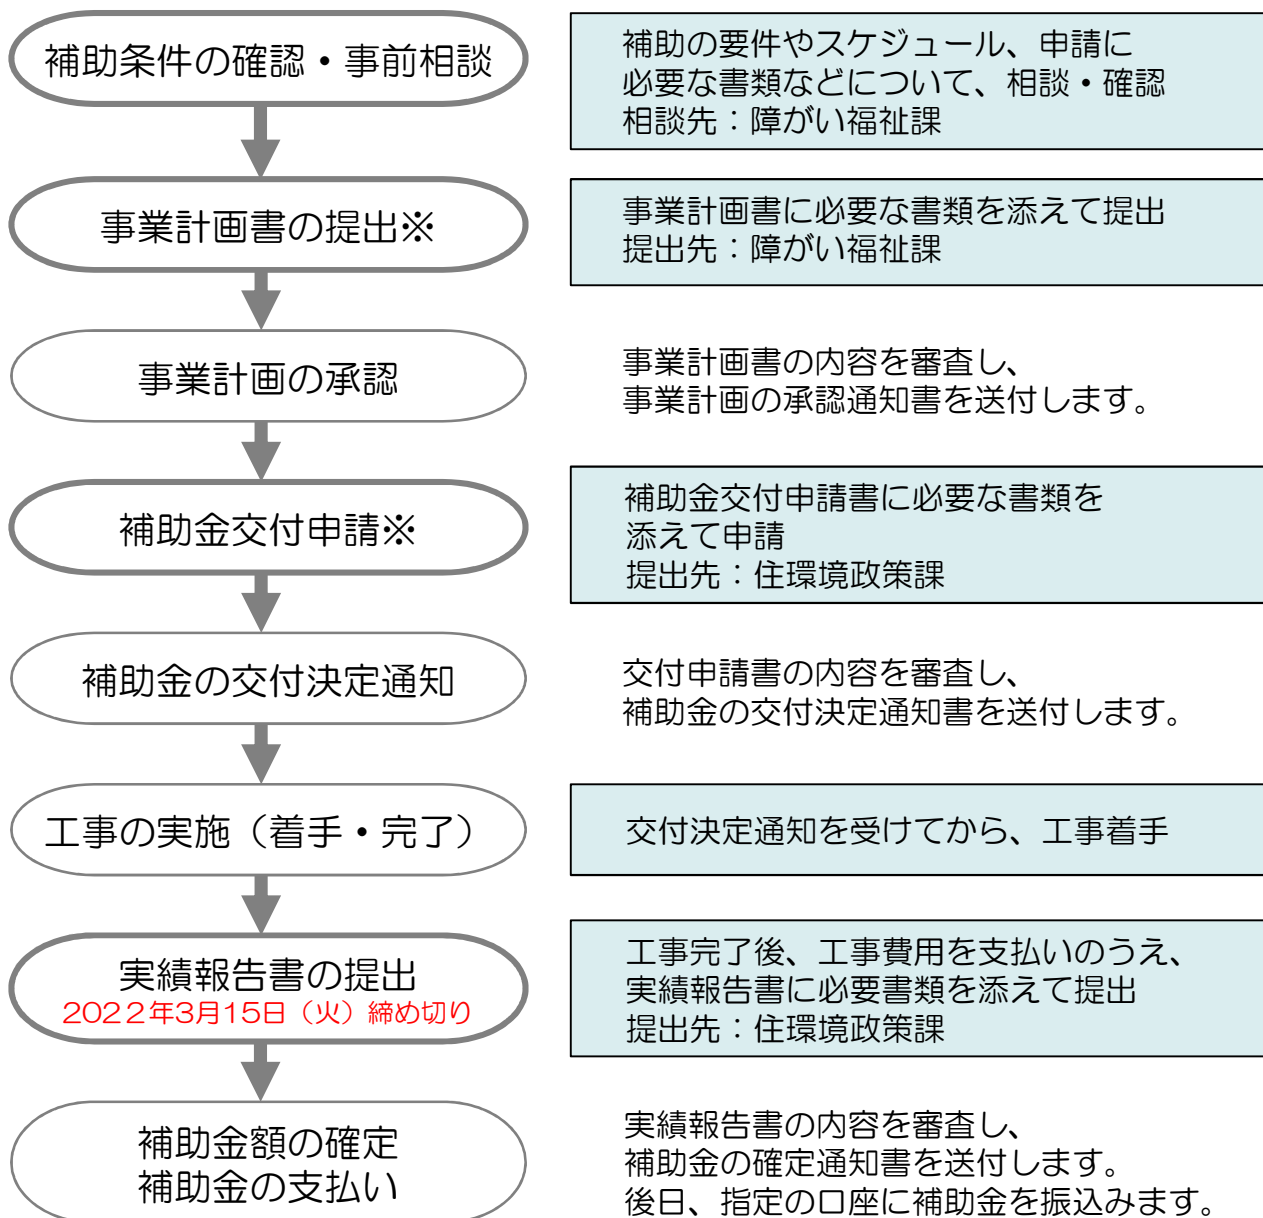 補助条件の確認・事前相談
補助の要件やスケジュール、申請に
必要な書類などについて、相談・確認
相談先：障がい福祉課
事業計画書の提出※
事業計画書に必要な書類を添えて提出
提出先：障がい福祉課
事業計画の承認
事業計画書の内容を審査し、
事業計画の承認通知書を送付します。
補助金交付申請※
補助金交付申請書に必要な書類を
添えて申請
提出先：住環境政策課
補助金の交付決定通知
交付申請書の内容を審査し、
補助金の交付決定通知書を送付します。
工事の実施（着手・完了）
交付決定通知を受けてから、工事着手
実績報告書の提出
2022年3月15日（火）締め切り
工事完了後、工事費用を支払いのうえ、
実績報告書に必要書類を添えて提出
提出先：住環境政策課
補助金額の確定
補助金の支払い
実績報告書の内容を審査し、
補助金の確定通知書を送付します。
後日、指定の口座に補助金を振込みます。